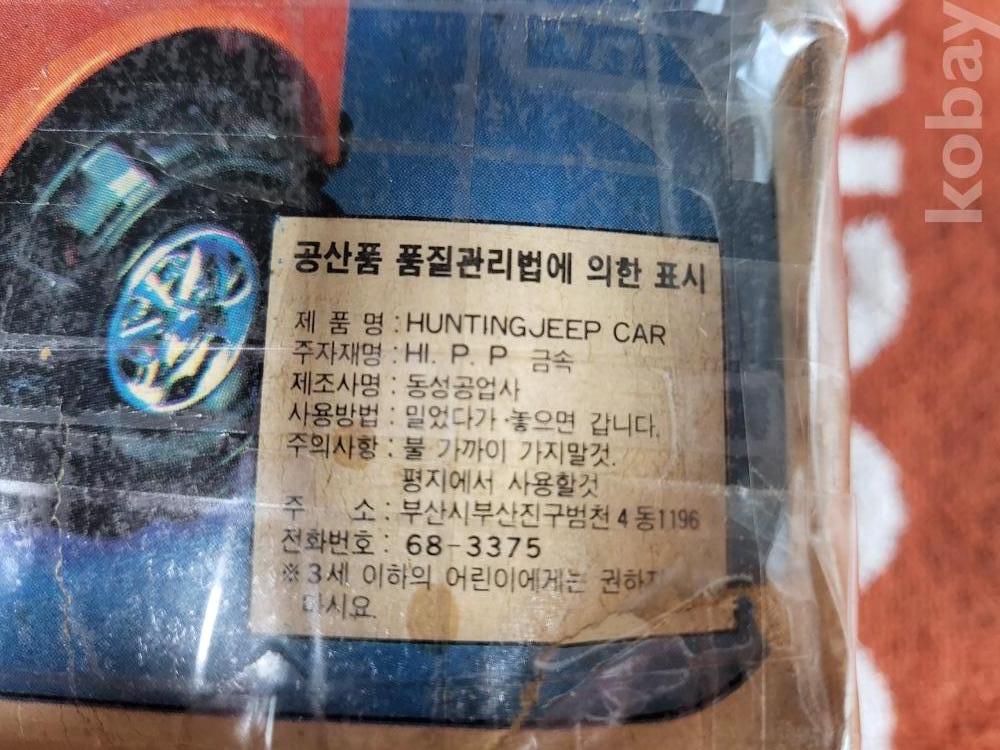 공산품 품질관리법에 의한 표시
제 품 명 : HUNTINGJEEP CAR
주자재명 : HI. P. P 금속
제조사명 : 동성공업사
사용방법 : 밀었다가 놓으면 갑니다.
주의사항 : 불 가까이 가지말것.
평지에서 사용할것
주 소 : 부산시부산진구범천 4 동1196
전화번호 : 68-3375
※ 3세 이하의 어린이에게는 권하지
마시요.
kobay